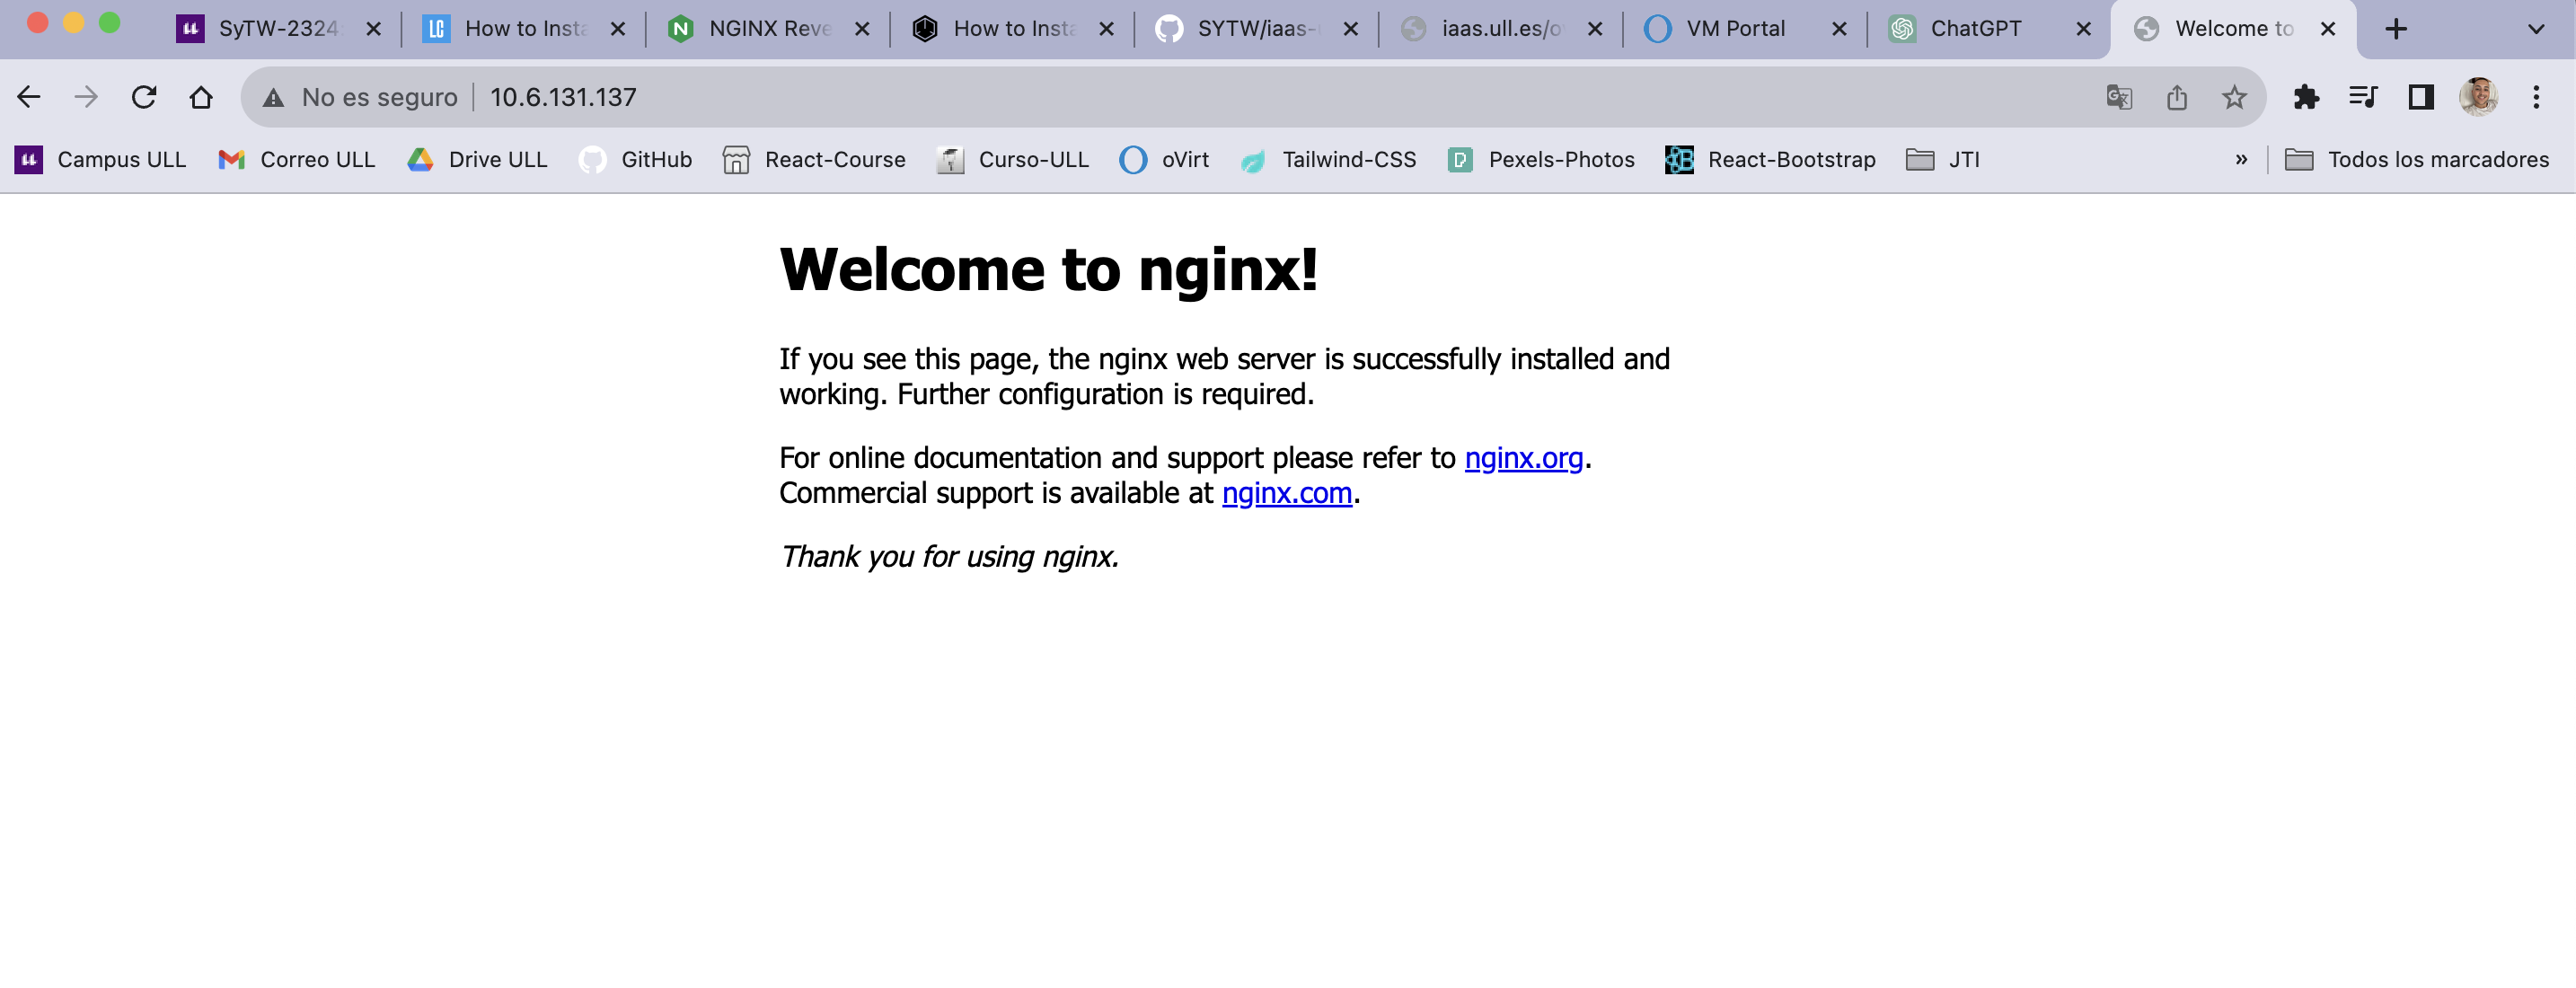 SyTW-2324
How to Insta
NGINX Reve
How to Insta
SYTW/iaas-
iaas.ull.es/o
VM Portal
ChatGPT
Welcome to
No es seguro
10.6.131.137
Campus ULL
Correo ULL
Drive ULL
GitHub
React-Course
Curso-ULL
oVirt
Tailwind-CSS
Pexels-Photos
React-Bootstrap
JTI
»
Todos los marcadores
Welcome to nginx!
If you see this page, the nginx web server is successfully installed and
working. Further configuration is required.
For online documentation and support please refer to nginx.org.
Commercial support is available at nginx.com.
Thank you for using nginx.